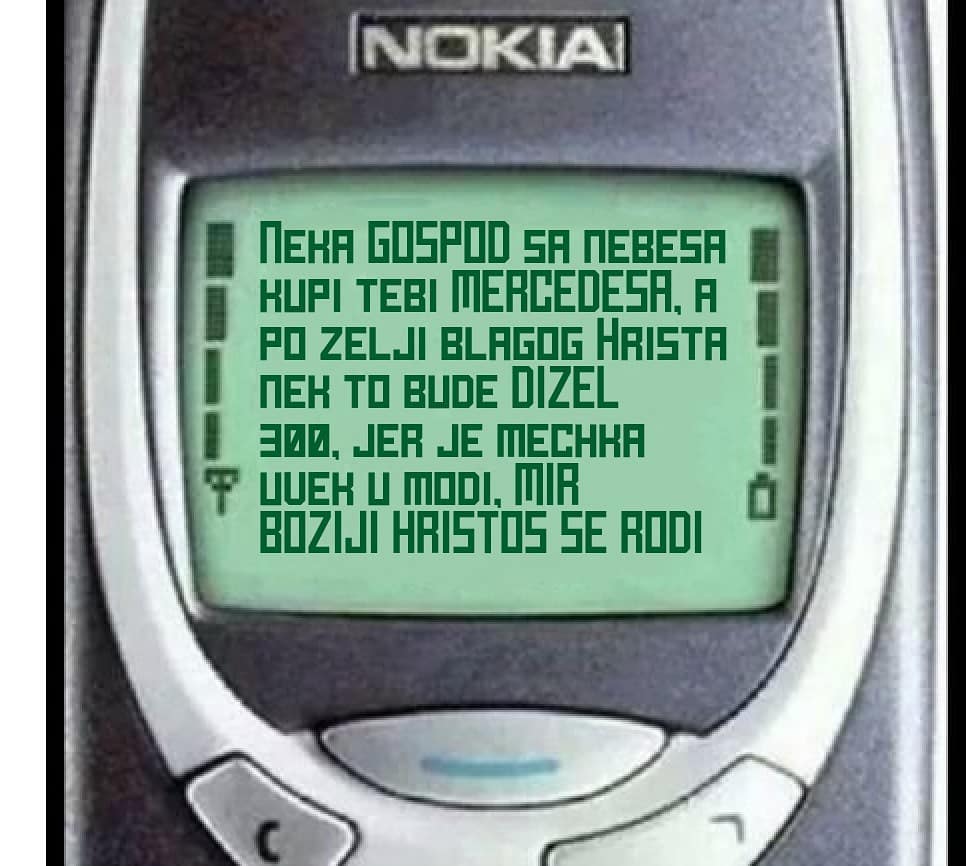 NOKIA
Neka GOSPOD sa nebesa
kupi tebi MERCEDESA, a
po zelji blagog Hrista
nek to bude DIZEL
300, jer je mechka
uvek u modi, MIR
BOZIJI HRISTOS SE RODI